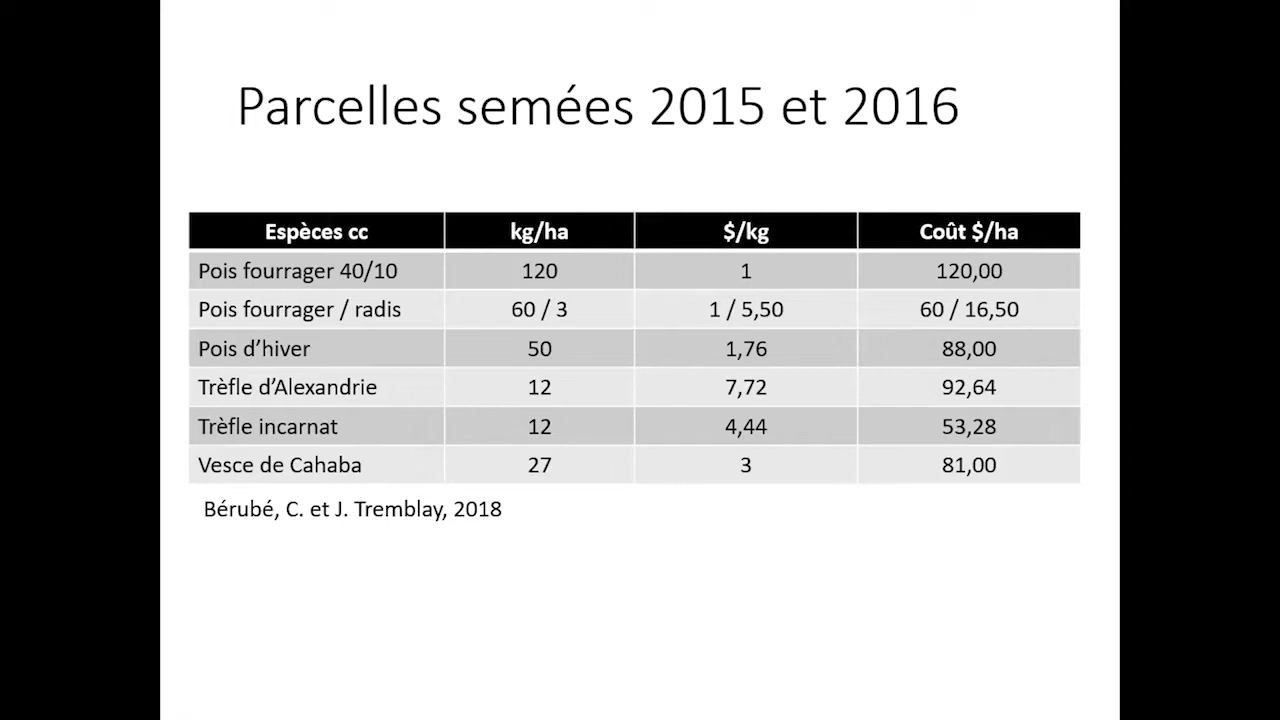 Parcelles semées 2015 et 2016
Espèces cc kg/ha $/kg Coût $/ha
Pois fourrager 40/10 120 1 120,00
Pois fourrager / radis 60 / 3 1 / 5,50 60 / 16,50
Pois d’hiver 50 1,76 88,00
Trèfle d’Alexandrie 12 7,72 92,64
Trèfle incarnat 12 4,44 53,28
Vesce de Cahaba 27 3 81,00
Bérubé, C. et J. Tremblay, 2018